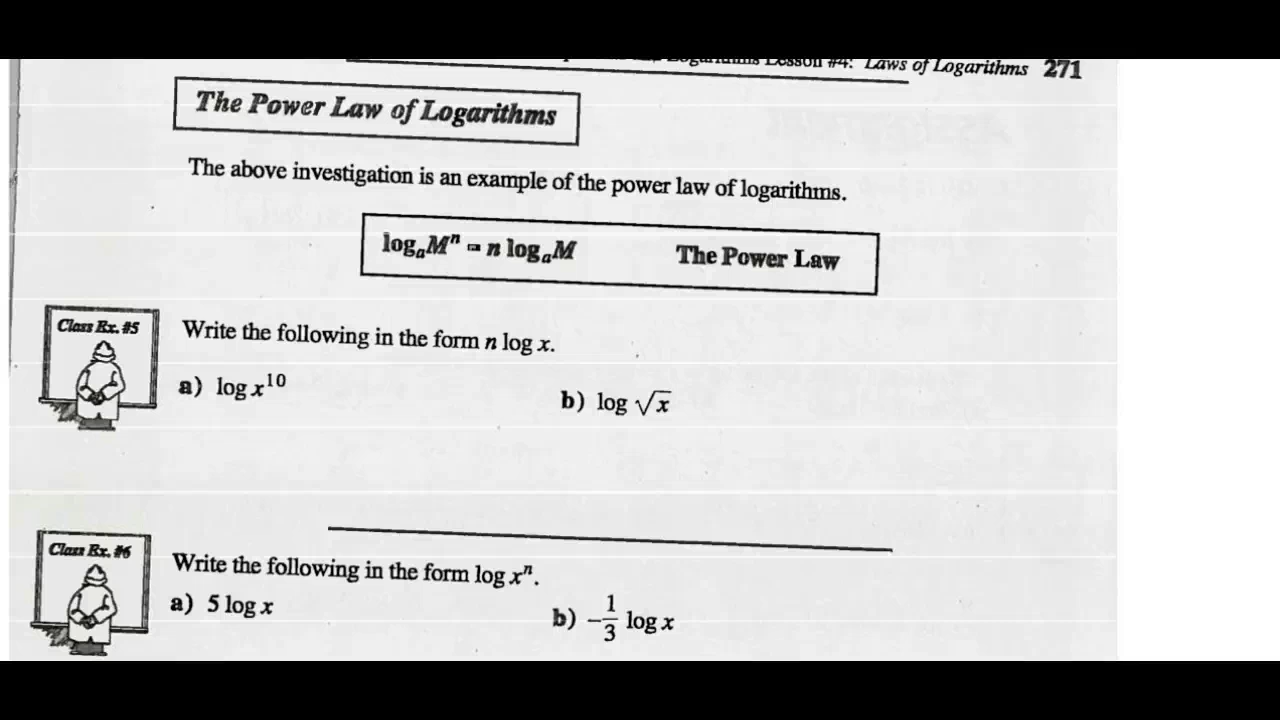 Lesson #4: Laws of Logarithms 271
The Power Law of Logarithms
The above investigation is an example of the power law of logarithms.
logₐMⁿ = n logₐM The Power Law
Class Ex. #5
Write the following in the form n log x.
a) log x¹⁰ b) log √x
Class Ex. #6
Write the following in the form log xⁿ.
a) 5 log x b) -1/3 log x